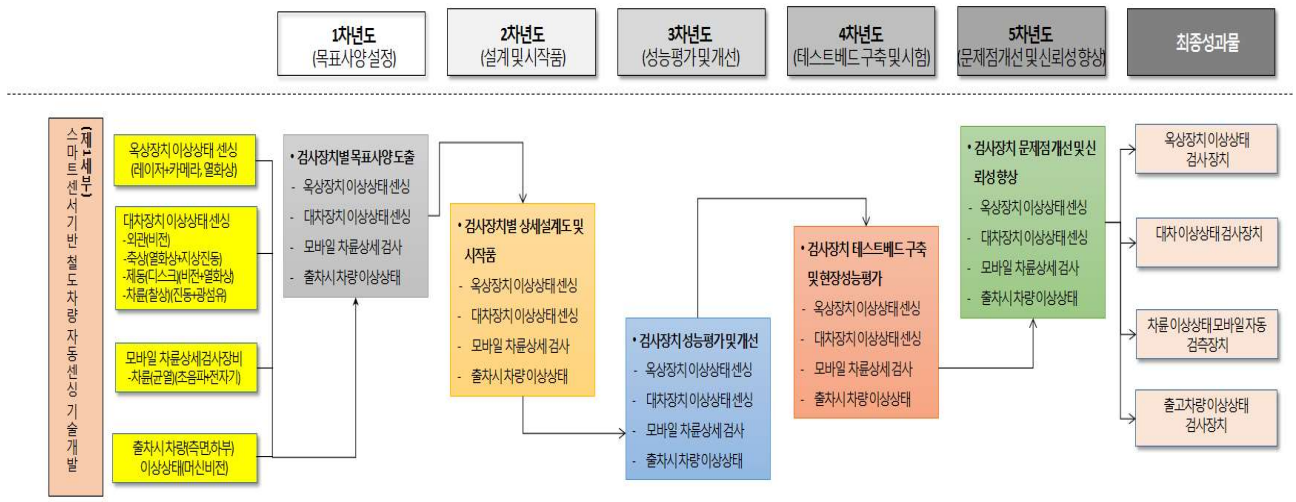 1차년도
(목표사양 설정)
2차년도
(설계 및 시작품)
3차년도
(성능평가 및 개선)
4차년도
(테스트베드 구축 및 시험)
5차년도
(문제점개선 및 신뢰성 향상)
최종성과물
(제1세부)
스마트센서기반 철도차량 자동센싱 기술개발
옥상장치 이상상태 센싱
(레이저+카메라, 열화상)
대차장치 이상상태 센싱
-외관(비전)
-축상(열화상+지상진동)
-제동(디스크)(비전+열화상)
-차륜(찰상)(진동+광섬유)
모바일 차륜상세검사장비
-차륜(균열)(초음파+전자기)
출차시 차량(측면,하부)
이상상태(머신비전)
• 검사장치별 목표사양 도출
- 옥상장치 이상상태 센싱
- 대차장치 이상상태 센싱
- 모바일 차륜상세 검사
- 출차시 차량 이상상태
• 검사장치별 상세설계도 및
시작품
- 옥상장치 이상상태 센싱
- 대차장치 이상상태 센싱
- 모바일 차륜상세 검사
- 출차시 차량 이상상태
• 검사장치 성능평가 및 개선
- 옥상장치 이상상태 센싱
- 대차장치 이상상태 센싱
- 모바일 차륜상세 검사
- 출차시 차량 이상상태
• 검사장치 테스트베드 구축
및 현장성능평가
- 옥상장치 이상상태 센싱
- 대차장치 이상상태 센싱
- 모바일 차륜상세 검사
- 출차시 차량 이상상태
• 검사장치 문제점 개선 및 신
뢰성 향상
- 옥상장치 이상상태 센싱
- 대차장치 이상상태 센싱
- 모바일 차륜상세 검사
- 출차시 차량 이상상태
옥상장치 이상상태
검사 장치
대차 이상상태 검사장치
차륜 이상상태 모바일 자동
검측장치
출고차량 이상상태
검사장치